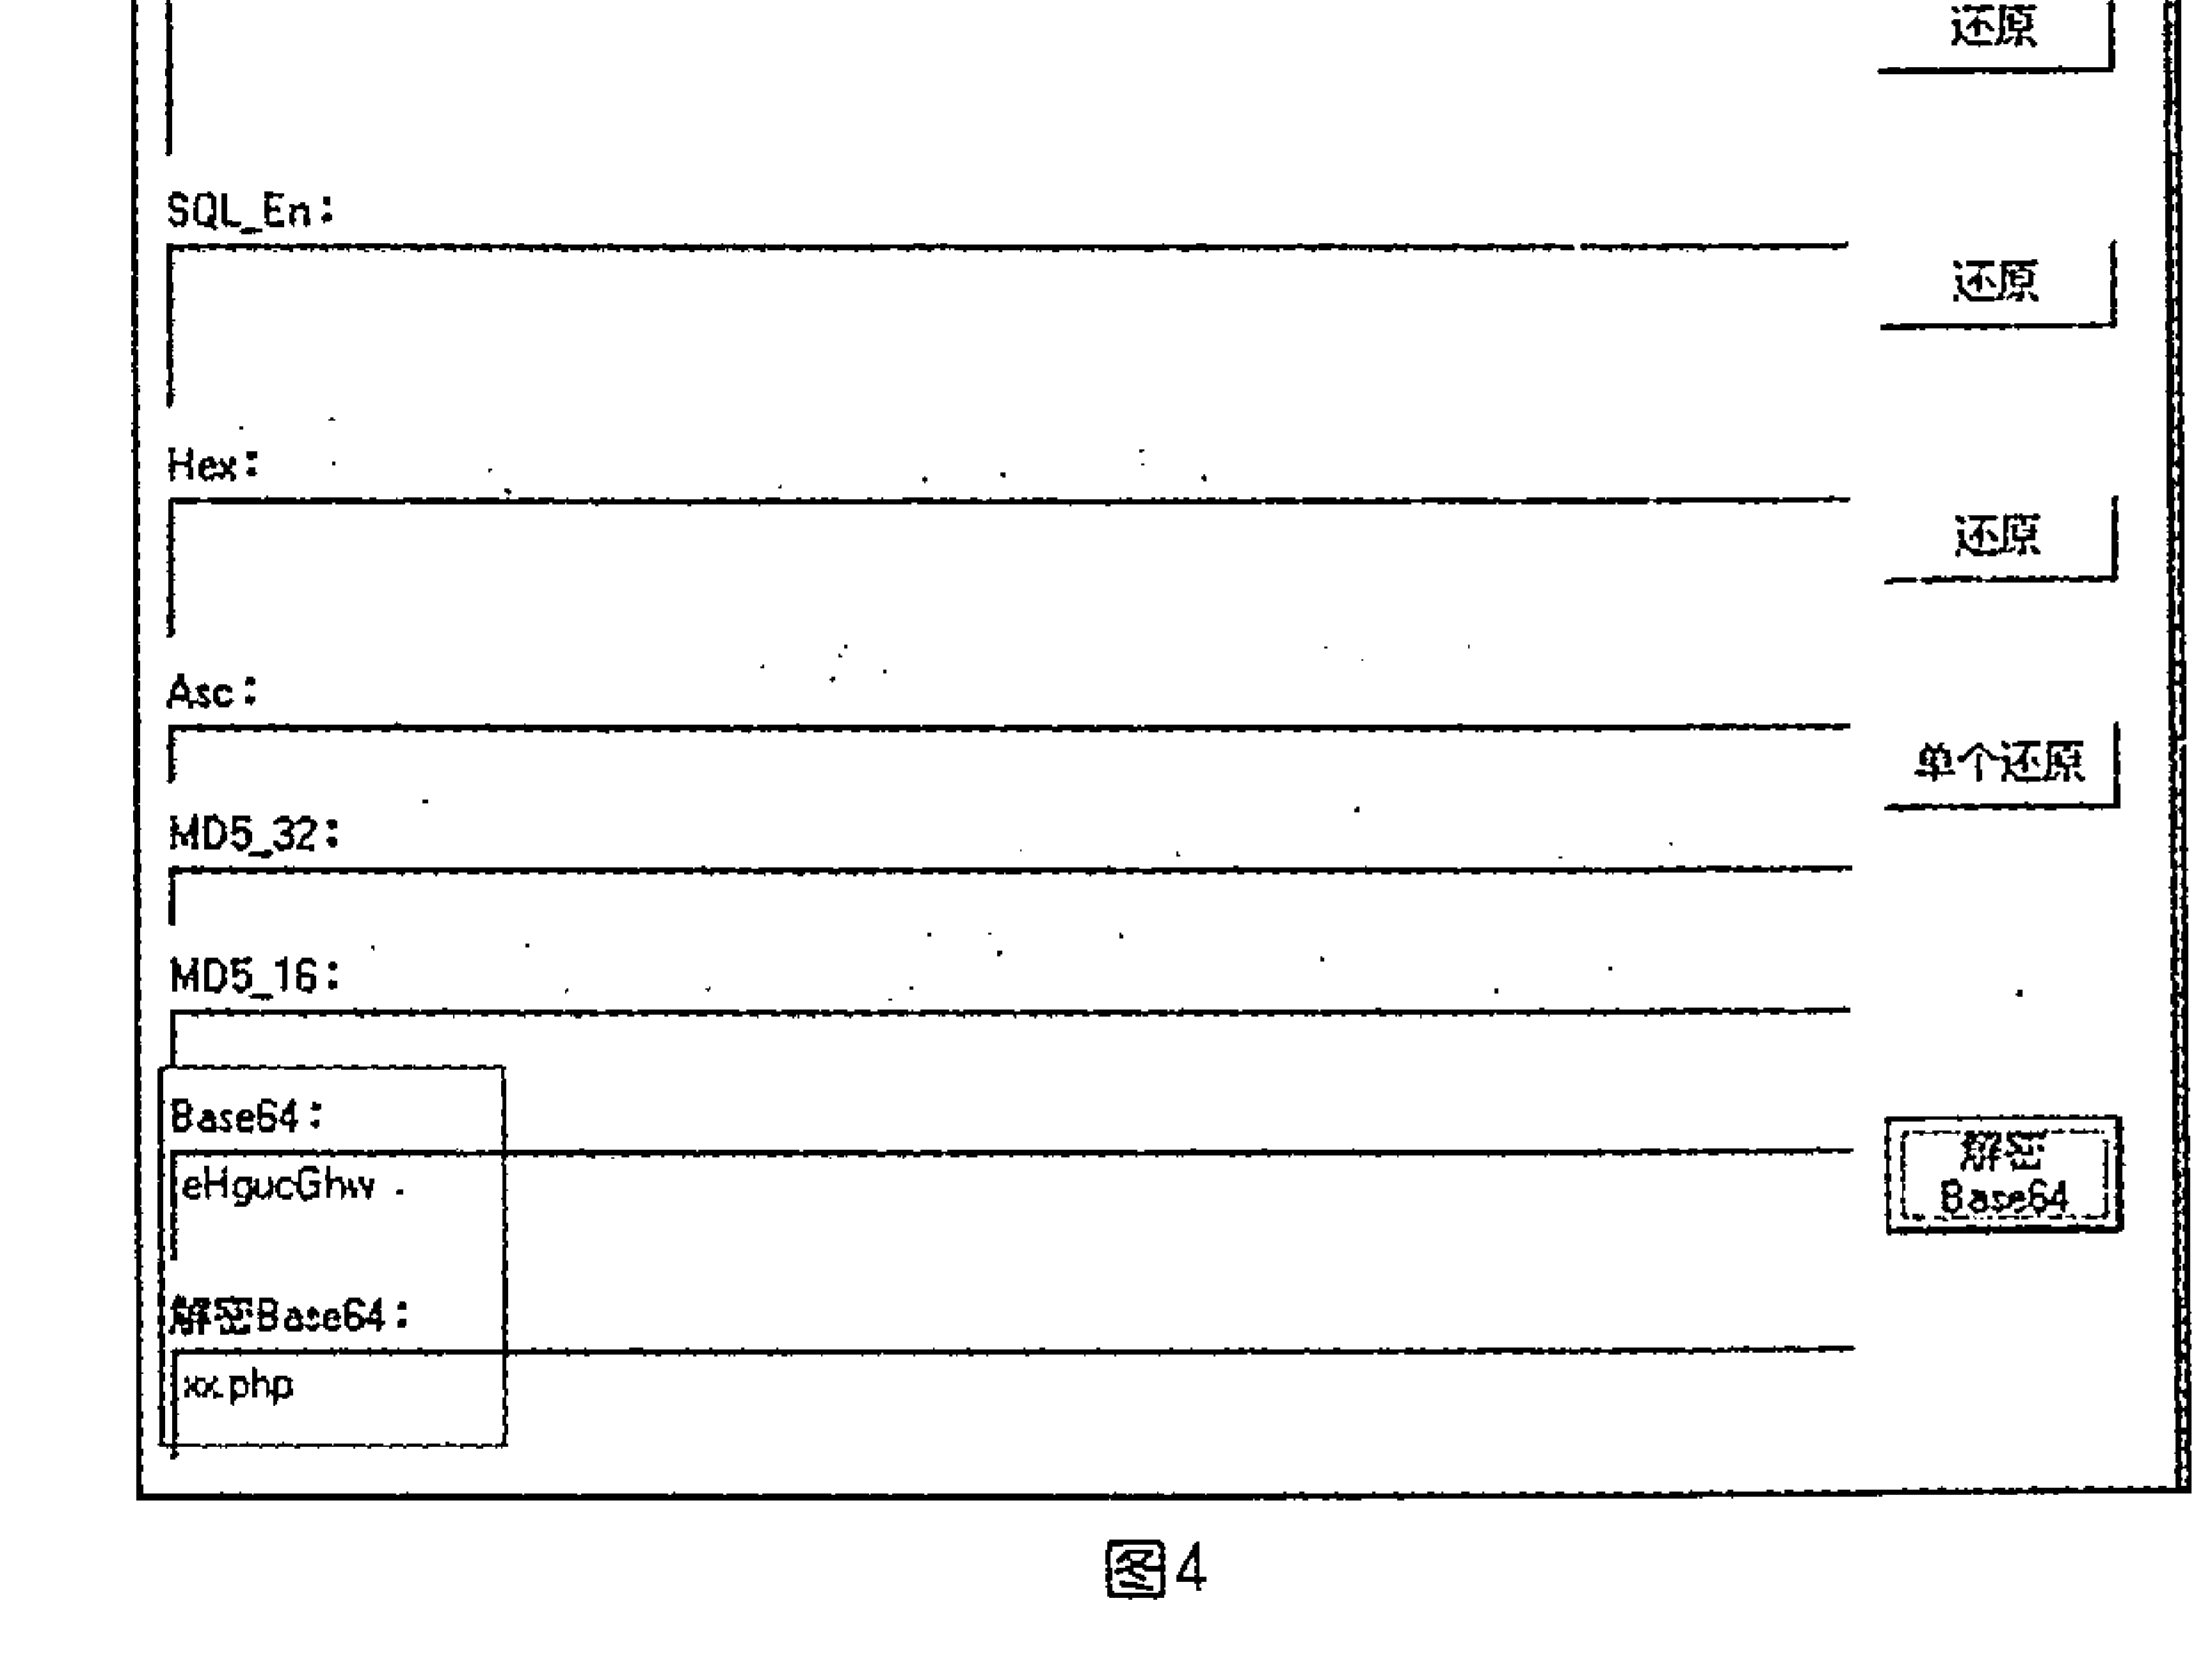 还原
SQL_En:
还原
Hex:
还原
Asc:
单个还原
MD5_32:
MD5_16:
Base64:
eHgucGhw
解密
Base64
解密Base64:
xx.php
图4